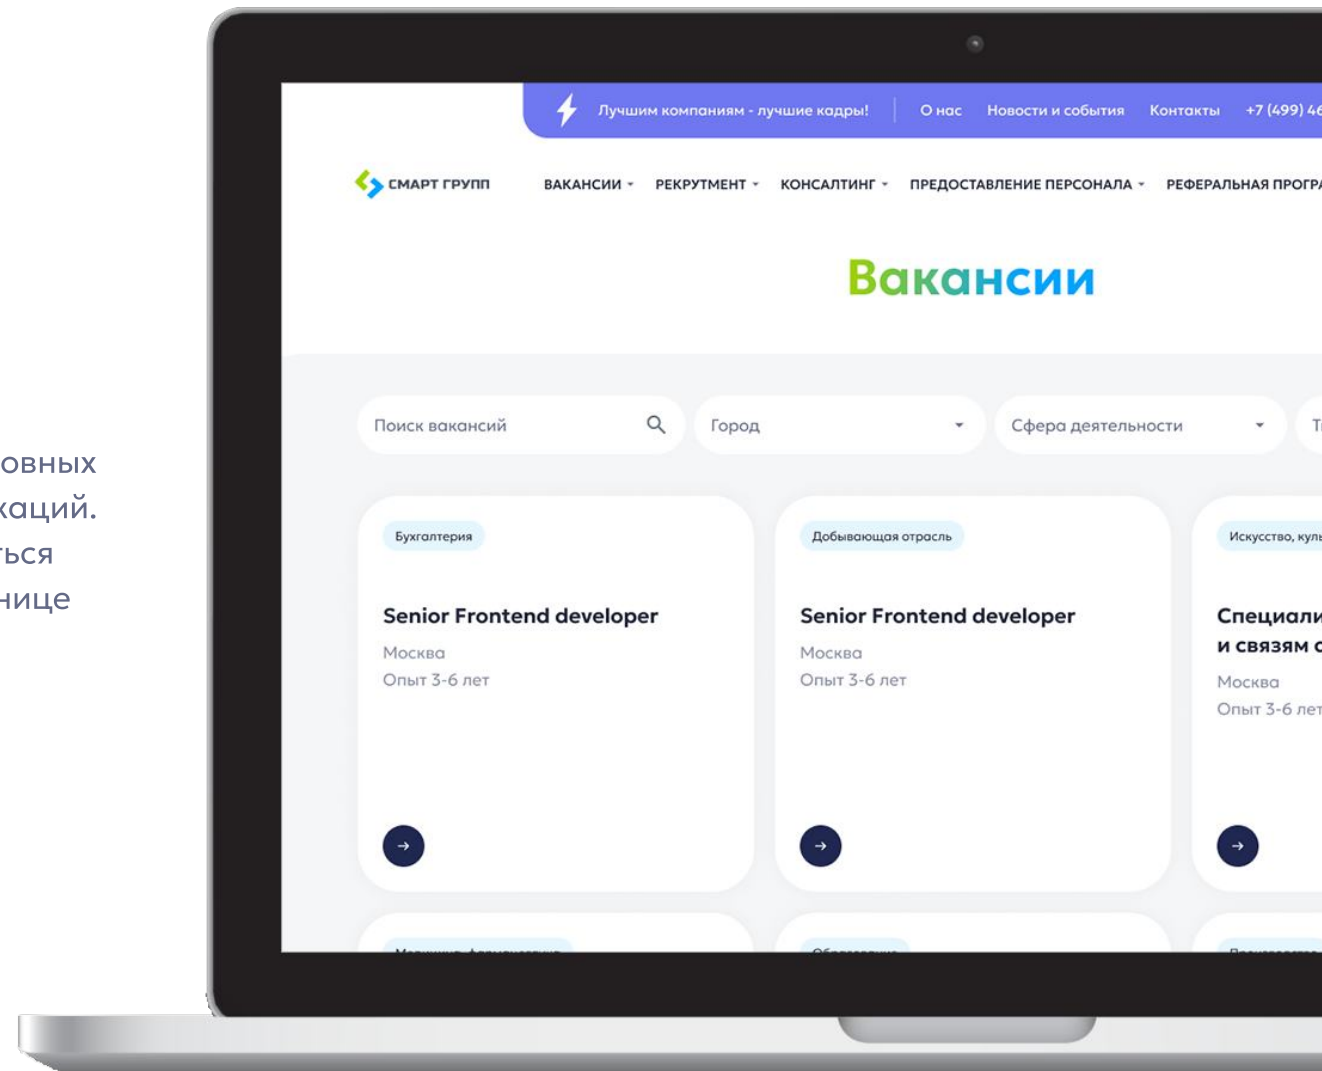 Лучшим компаниям - лучшие кадры!
О нас
Новости и события
Контакты
+7 (499) 46
СМАРТ ГРУПП
ВАКАНСИИ
РЕКРУТМЕНТ
КОНСАЛТИНГ
ПРЕДОСТАВЛЕНИЕ ПЕРСОНАЛА
РЕФЕРАЛЬНАЯ ПРОГРА
Вакансии
Поиск вакансий
Город
Сфера деятельности
овных
каций.
ться
нице
Бухгалтерия
Senior Frontend developer
Москва
Опыт 3-6 лет
Добывающая отрасль
Senior Frontend developer
Москва
Опыт 3-6 лет
Искусство, куль
Специали
и связям с
Москва
Опыт 3-6 лет